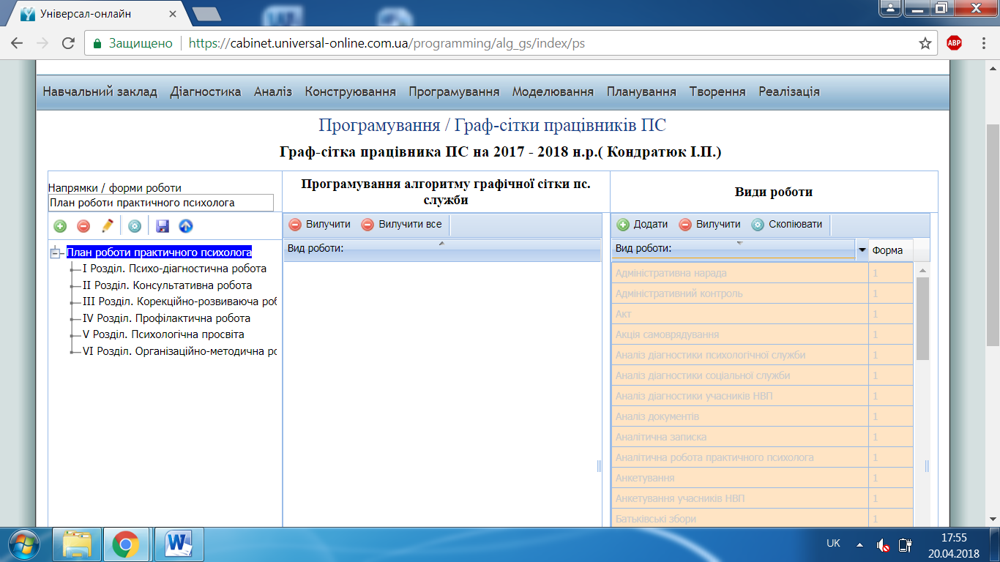 Універсал-онлайн
Защищено
https://cabinet.universal-online.com.ua/programming/alg_gs/index/ps
ABP
Навчальний заклад Діагностика Аналіз Конструювання Програмування Моделювання Планування Творення Реалізація
Програмування / Граф-сітки працівників ПС
Граф-сітка працівника ПС на 2017 - 2018 н.р.( Кондратюк І.П.)
Напрямки / форми роботи
План роботи практичного психолога
План роботи практичного психолога
I Розділ. Психо-діагностична робота
II Розділ. Консультативна робота
III Розділ. Корекційно-розвиваюча роб
IV Розділ. Профілактична робота
V Розділ. Психологічна просвіта
VI Розділ. Організаційно-методична ро
Програмування алгоритму графічної сітки пс.
служби
Вилучити Вилучити все
Вид роботи:
Види роботи
Додати Вилучити Скопіювати
Вид роботи: Форма
Адміністративна нарада 1
Адміністративний контроль 1
Акт 1
Акція самоврядування 1
Аналіз діагностики психологічної служби 1
Аналіз діагностики соціальної служби 1
Аналіз діагностики учасників НВП 1
Аналіз документів 1
Аналітична записка 1
Аналітична робота практичного психолога 1
Анкетування 1
Анкетування учасників НВП 1
Батьківські збори 1
UK
17:55
20.04.2018